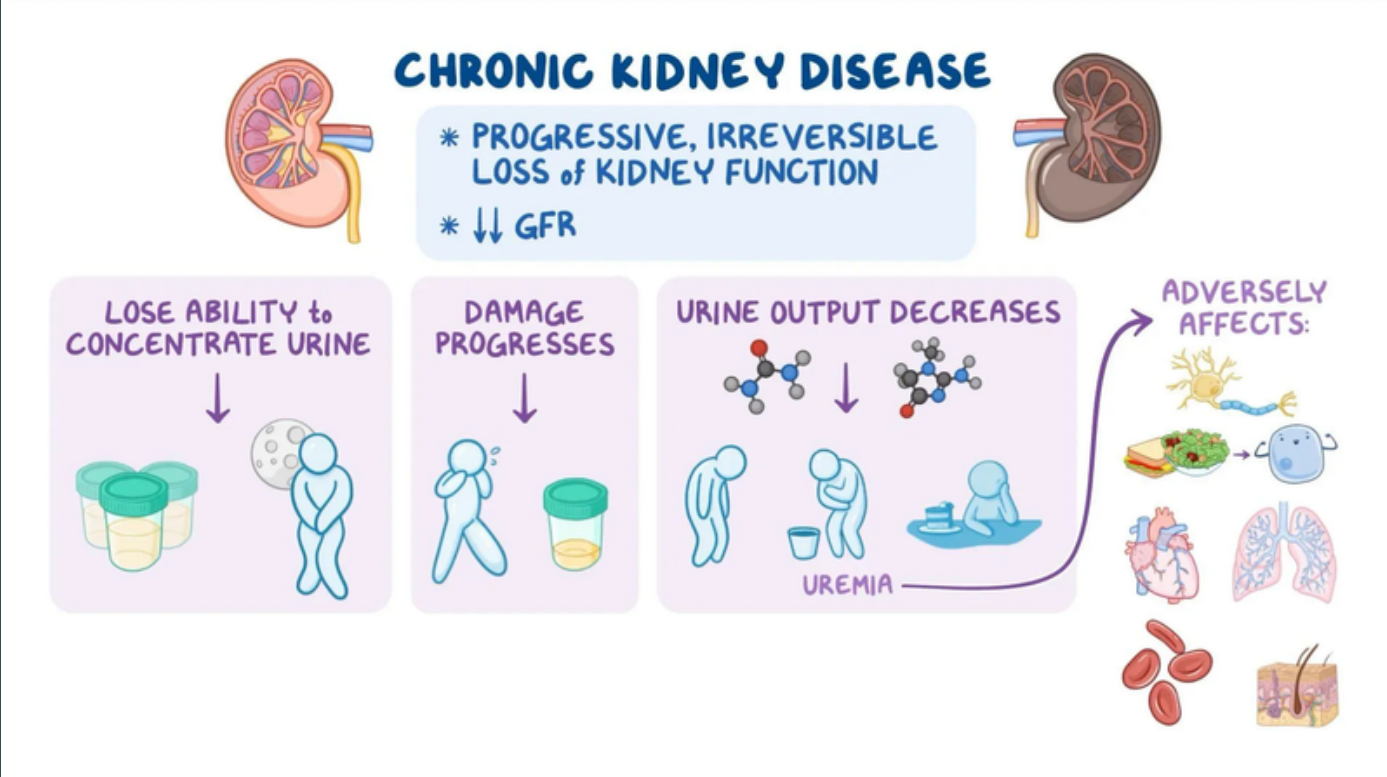 CHRONIC KIDNEY DISEASE
* PROGRESSIVE, IRREVERSIBLE
LOSS of KIDNEY FUNCTION
* ↓↓ GFR
LOSE ABILITY to
CONCENTRATE URINE
DAMAGE
PROGRESSES
URINE OUTPUT DECREASES
UREMIA
ADVERSELY
AFFECTS: